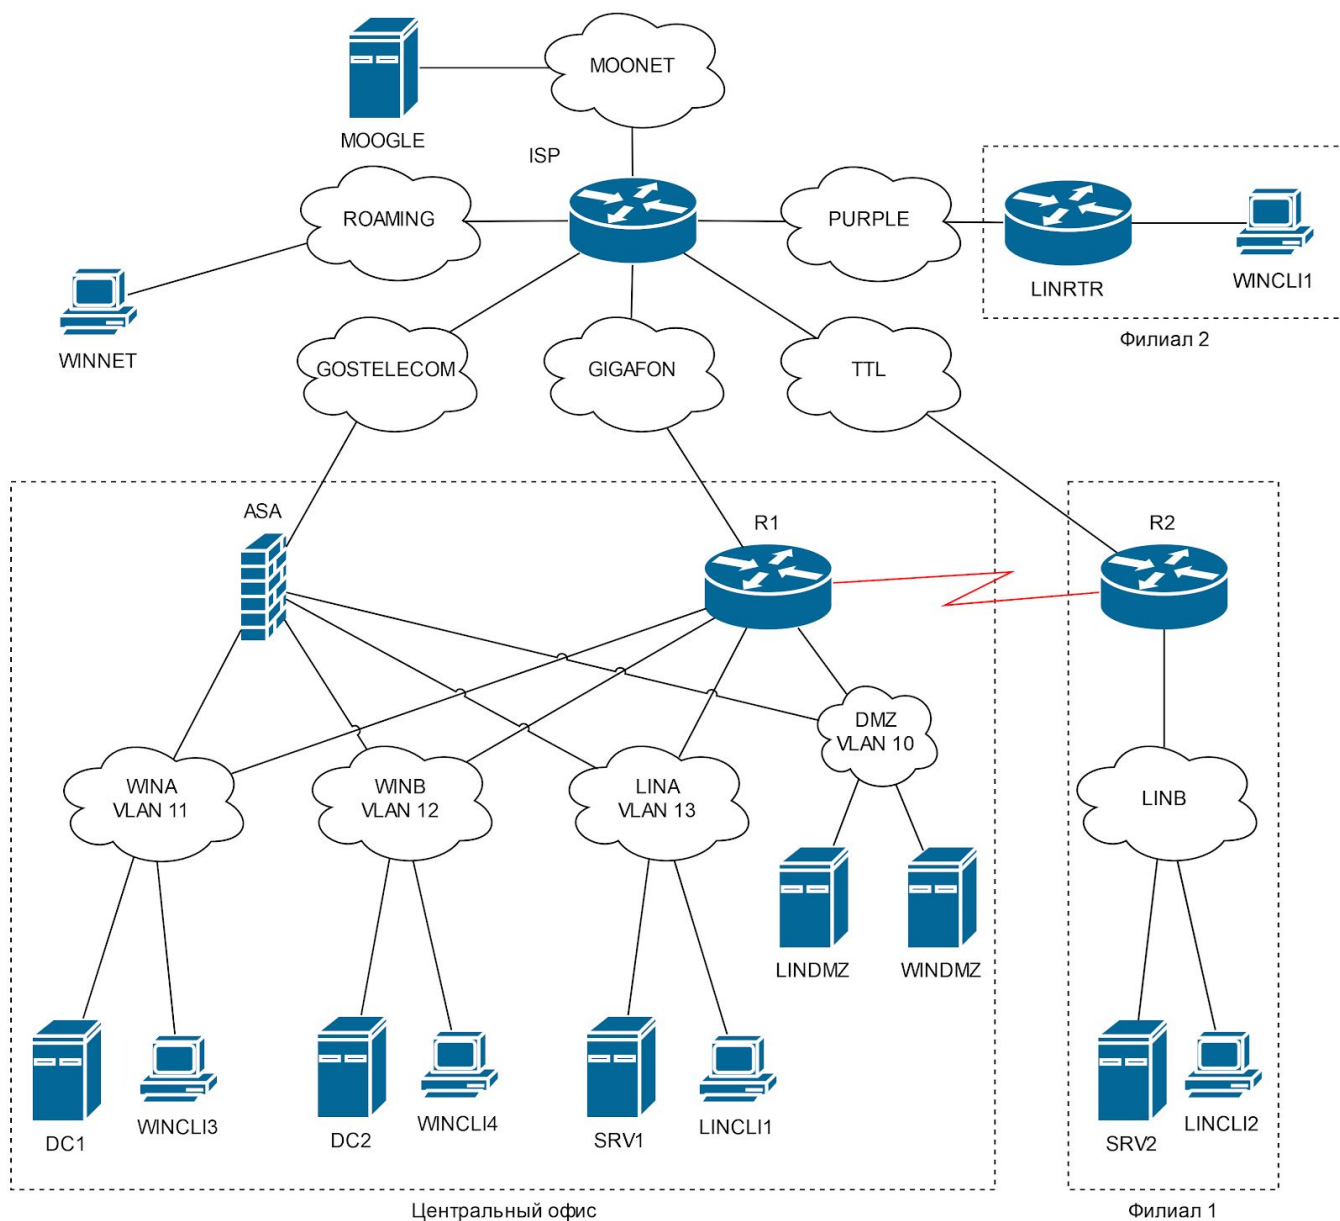 MOONET
MOOGLE
ISP
ROAMING
PURPLE
LINRTR
WINCLI1
Филиал 2
WINNET
GOSTELECOM
GIGAFON
TTL
ASA
R1
R2
DMZ
VLAN 10
WINA
VLAN 11
WINB
VLAN 12
LINA
VLAN 13
LINB
LINDMZ
WINDMZ
DC1
WINCLI3
DC2
WINCLI4
SRV1
LINCLI1
SRV2
LINCLI2
Центральный офис
Филиал 1